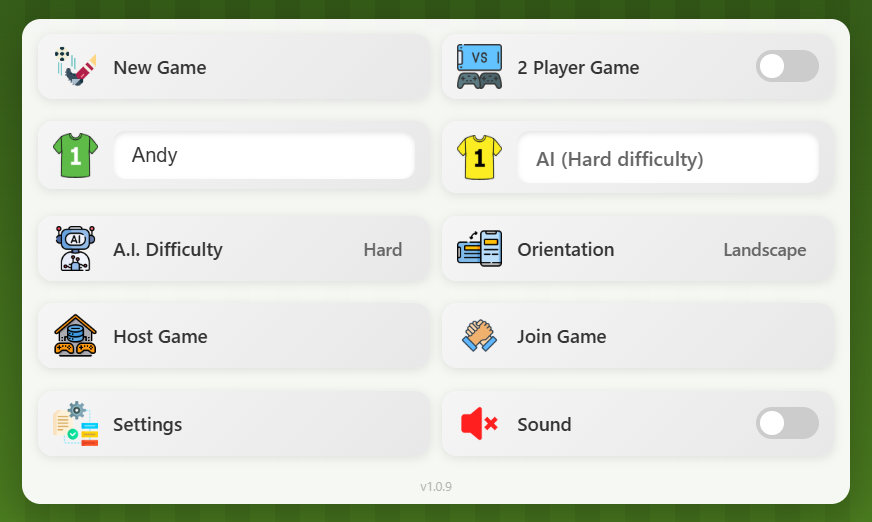 New Game
VS
2 Player Game
1
Andy
1
AI (Hard difficulty)
AI
A.I. Difficulty
Hard
Orientation
Landscape
Host Game
Join Game
Settings
Sound
v1.0.9